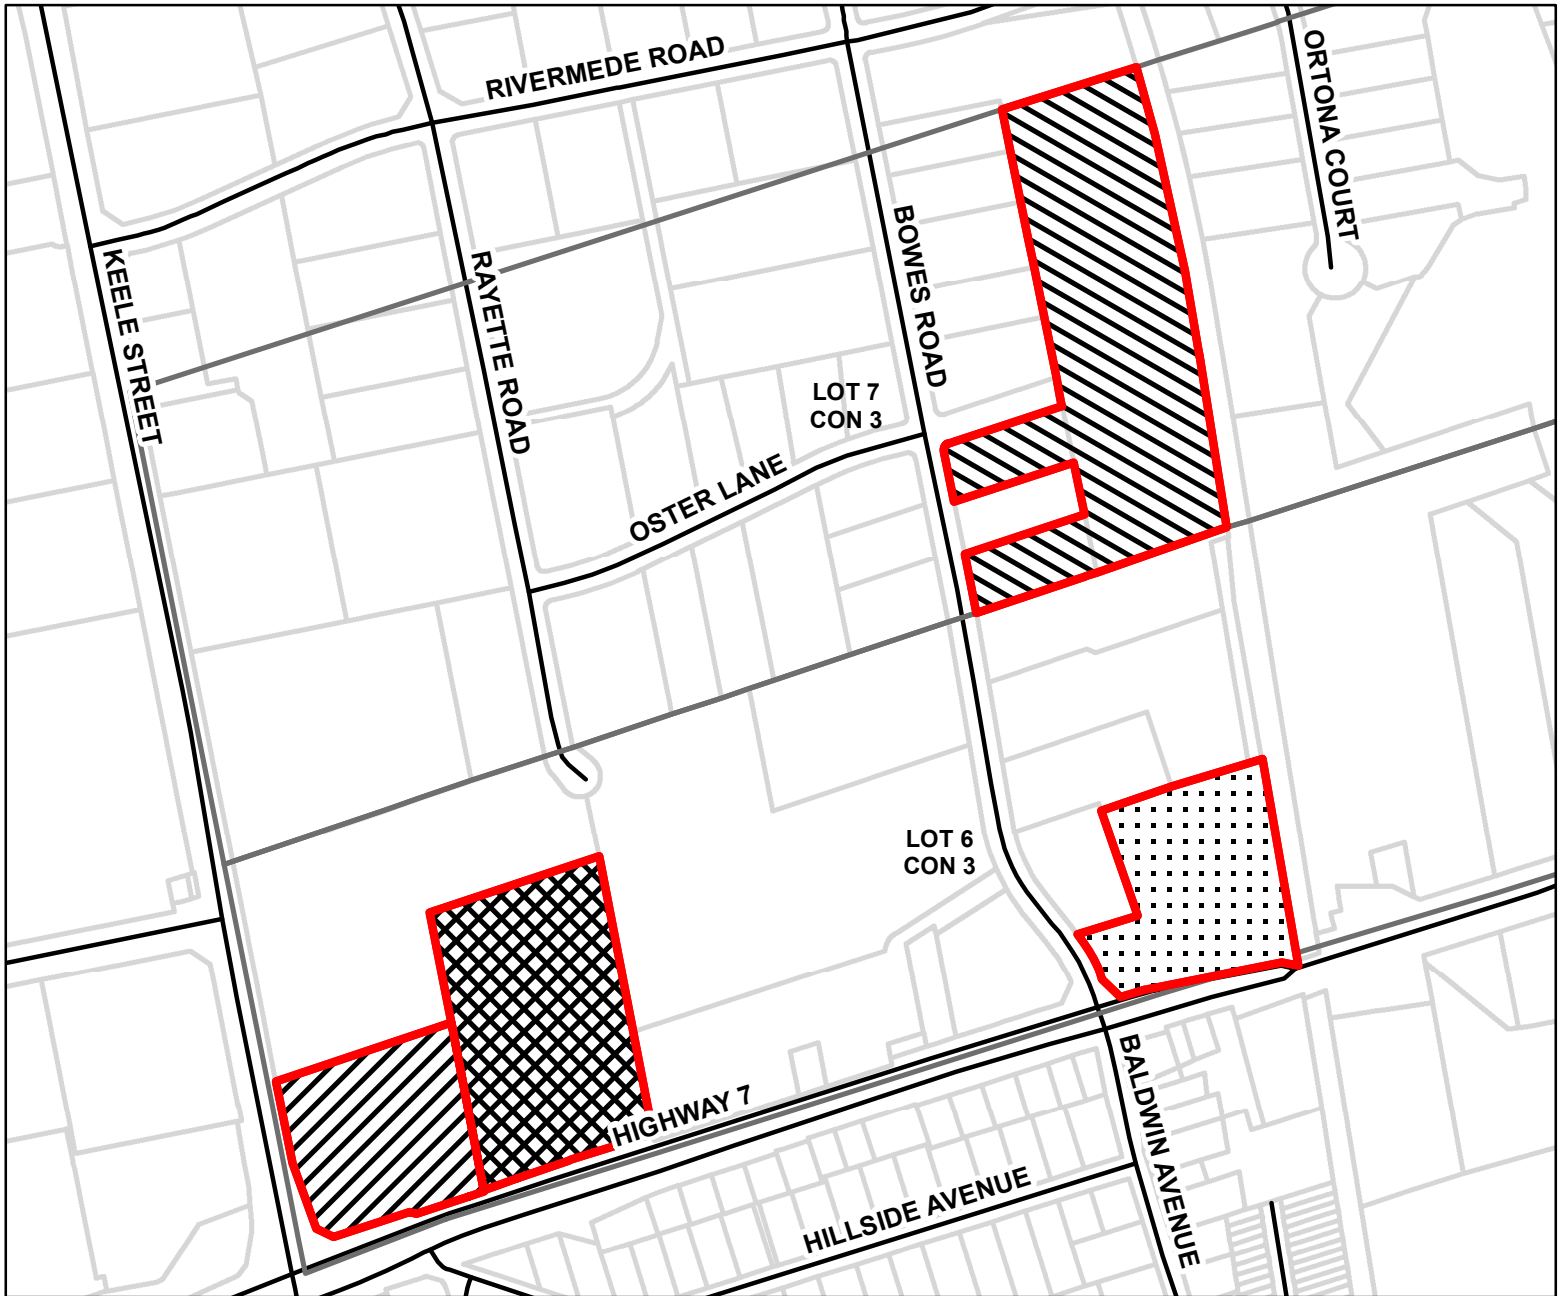 RIVERMEDE ROAD
ORTONA COURT
KEELE STREET
RAYETTE ROAD
BOWES ROAD
LOT 7
CON 3
OSTER LANE
LOT 6
CON 3
HIGHWAY 7
BALDWIN AVENUE
HILLSIDE AVENUE